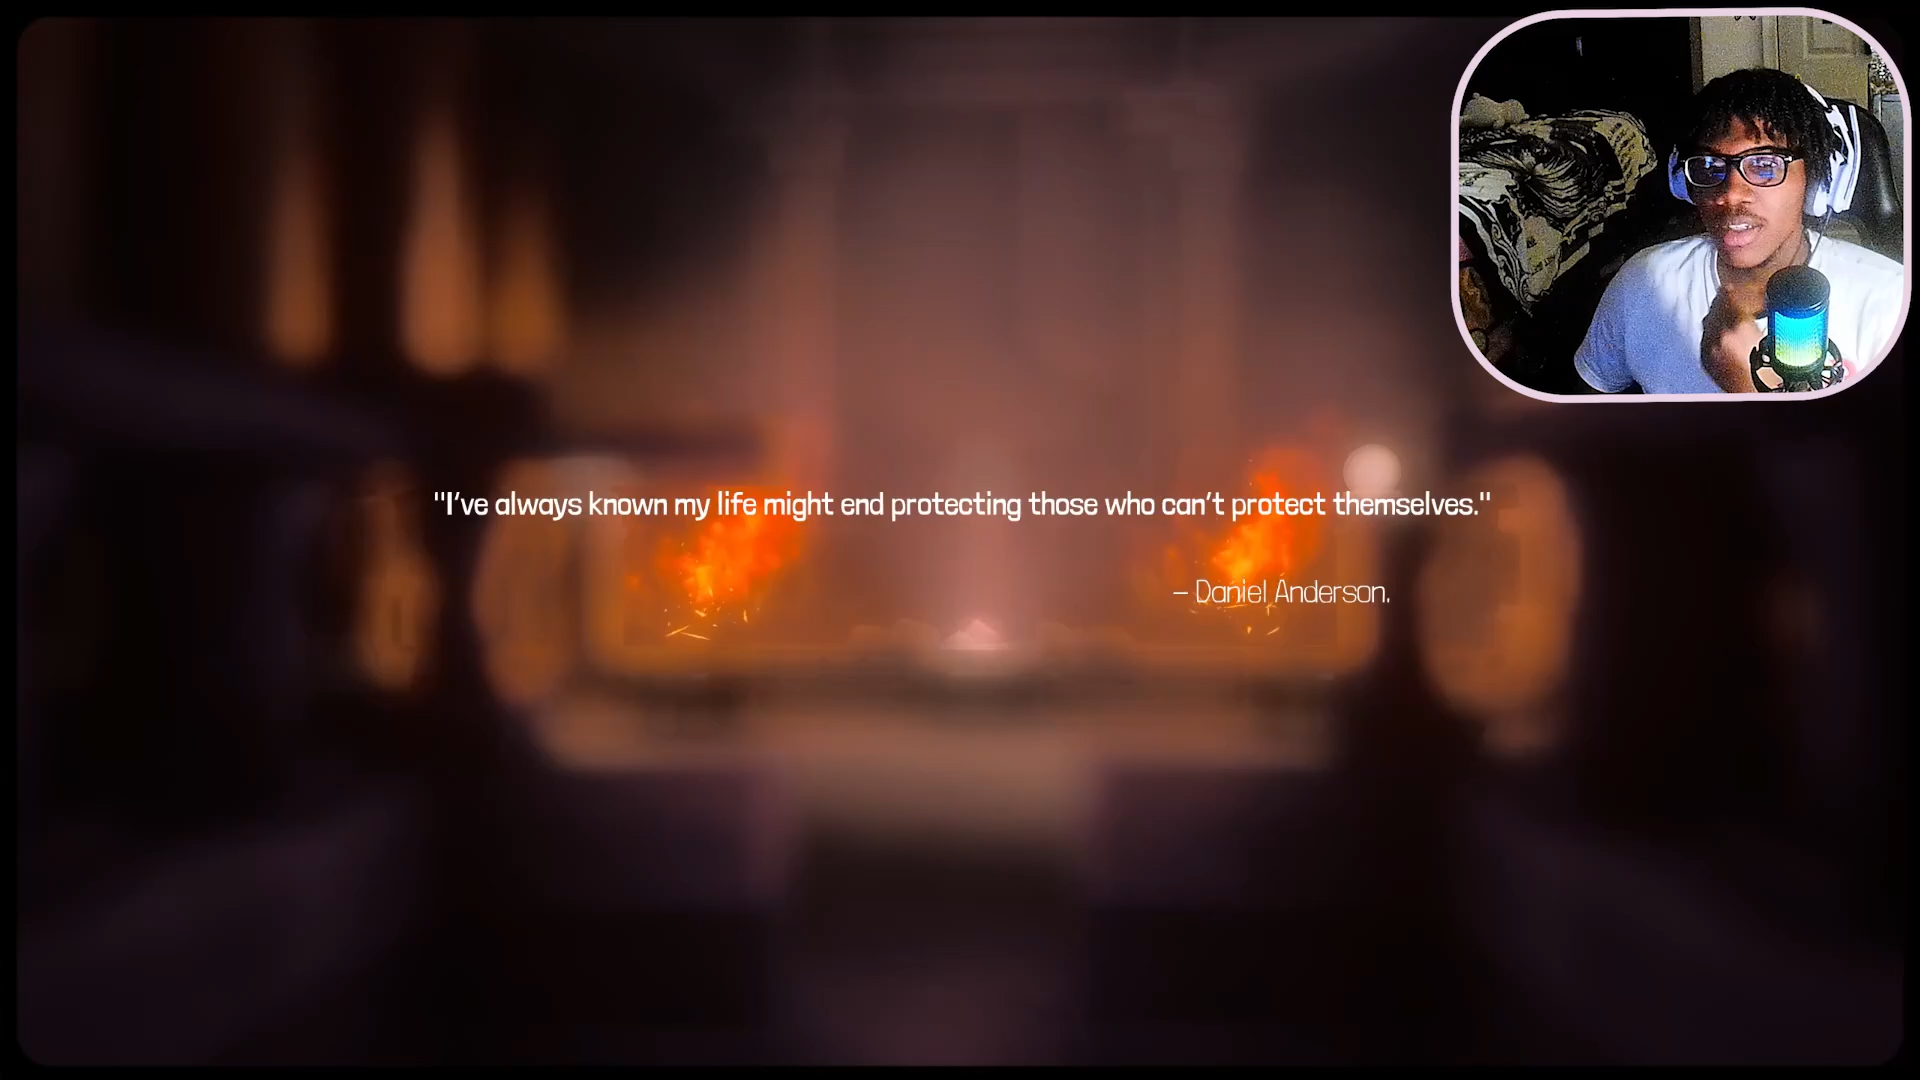 "I've always known my life might end protecting those who can't protect themselves."
– Daniel Anderson.